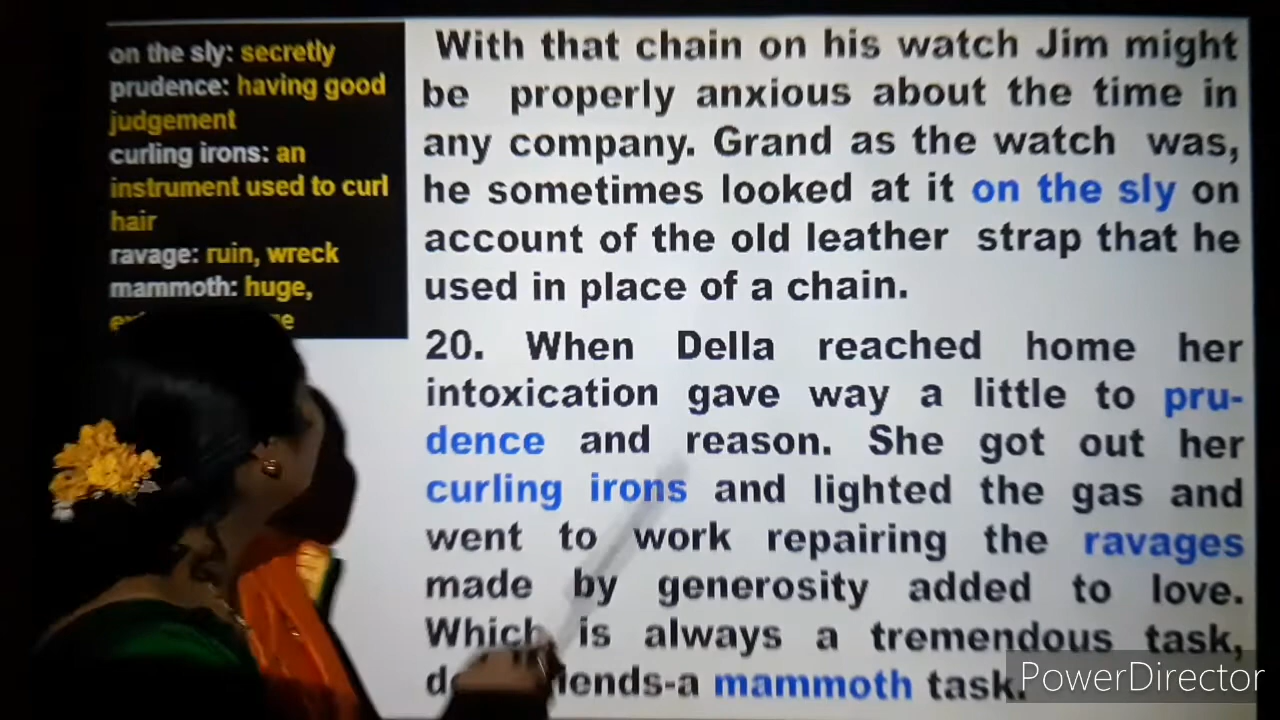 on the sly: secretly
prudence: having good
judgement
curling irons: an
instrument used to curl
hair
ravage: ruin, wreck
mammoth: huge,
With that chain on his watch Jim might
be properly anxious about the time in
any company. Grand as the watch was,
he sometimes looked at it on the sly on
account of the old leather strap that he
used in place of a chain.
20. When Della reached home her
intoxication gave way a little to pru-
dence and reason. She got out her
curling irons and lighted the gas and
went to work repairing the ravages
made by generosity added to love.
Which is always a tremendous task,
iends-a mammoth task.
PowerDirector